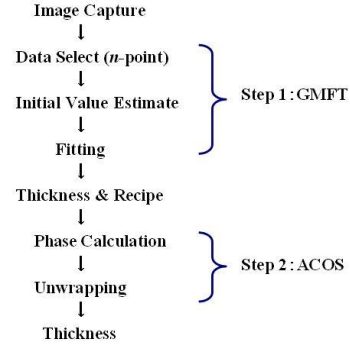 Image Capture
Data Select (n-point)
Initial Value Estimate
Fitting
Step 1 : GMFT
Thickness & Recipe
Phase Calculation
Unwrapping
Step 2 : ACOS
Thickness